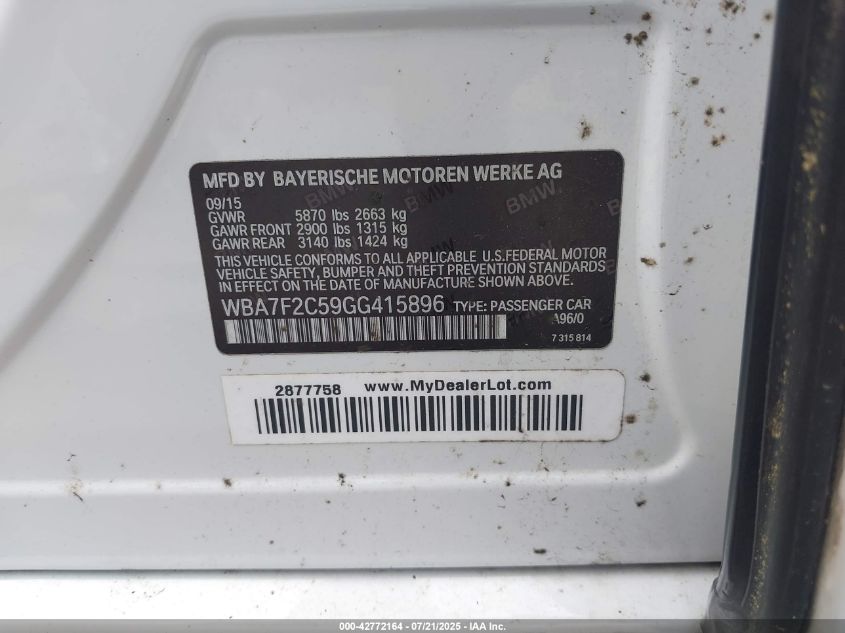 MFD BY BAYERISCHE MOTOREN WERKE AG
09/15
GVWR 5870 lbs 2663 kg
GAWR FRONT 2900 lbs 1315 kg
GAWR REAR 3140 lbs 1424 kg
THIS VEHICLE CONFORMS TO ALL APPLICABLE U.S.FEDERAL MOTOR
VEHICLE SAFETY, BUMPER AND THEFT PREVENTION STANDARDS
IN EFFECT ON THE DATE OF MANUFACTURE SHOWN ABOVE.
WBA7F2C59GG415896 TYPE: PASSENGER CAR
A96/0
7 315 814
2877758 www.MyDealerLot.com
000-42772164 - 07/21/2025 - IAA Inc.